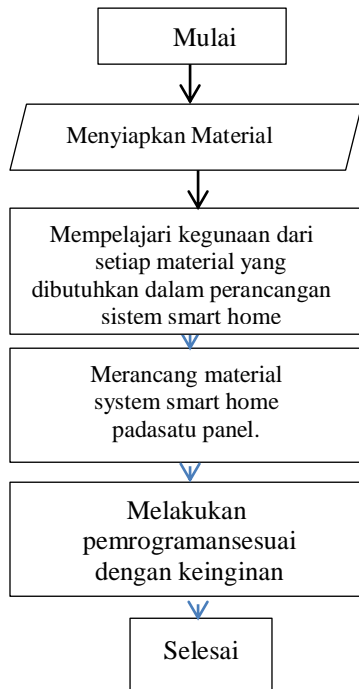 Mulai
Menyiapkan Material
Mempelajari kegunaan dari
setiap material yang
dibutuhkan dalam perancangan
sistem smart home
Merancang material
system smart home
padasatu panel.
Melakukan
pemrogramansesuai
dengan keinginan
Selesai